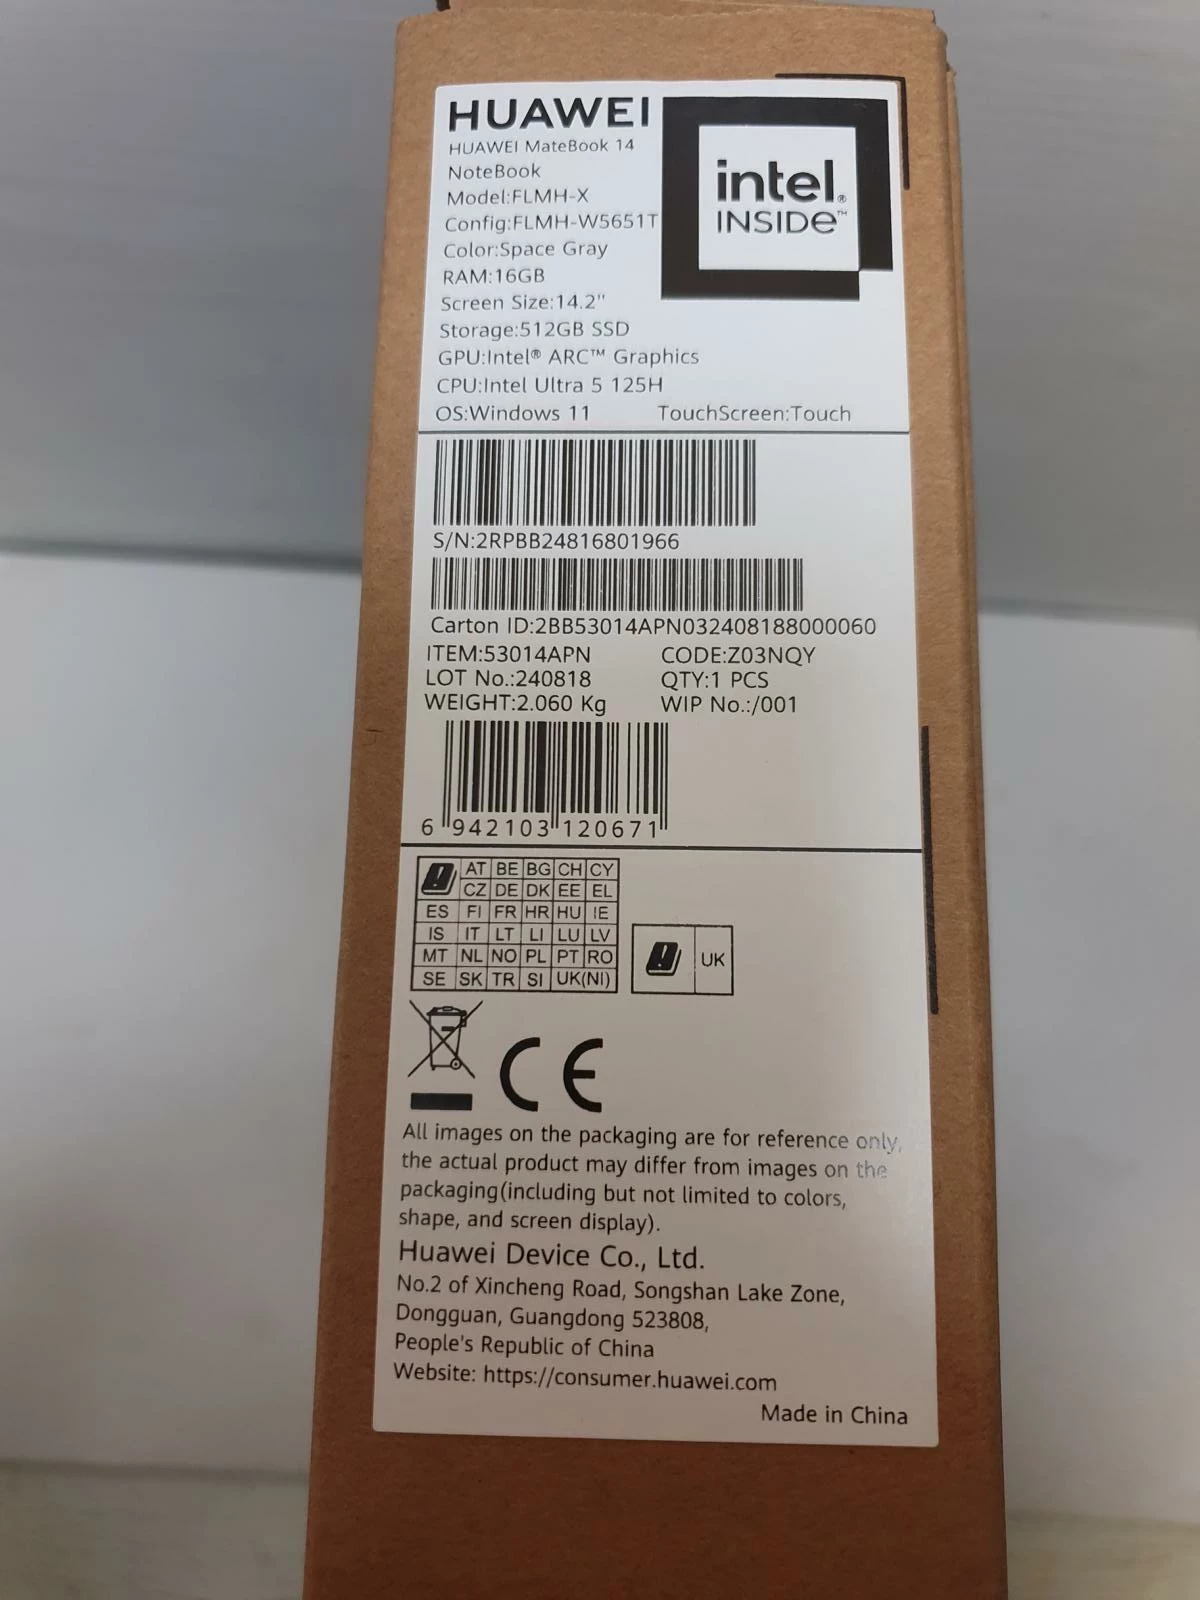 HUAWEI
HUAWEI MateBook 14
NoteBook
Model:FLMH-X
Config:FLMH-W5651T
Color:Space Gray
RAM:16GB
Screen Size:14.2"
Storage:512GB SSD
GPU:Intel® ARC™ Graphics
CPU:Intel Ultra 5 125H
OS:Windows 11 TouchScreen:Touch
intel®
INSIDe™
S/N:2RPBB24816801966
Carton ID:2BB53014APN032408188000060
ITEM:53014APN CODE:Z03NQY
LOT No.:240818 QTY:1 PCS
WEIGHT:2.060 Kg WIP No.:/001
6 942103 120671
AT BE BG CH CY
CZ DE DK EE EL
ES FI FR HR HU IE
IS IT LT LI LU LV
MT NL NO PL PT RO
SE SK TR SI UK(NI)
UK
CE
All images on the packaging are for reference only,
the actual product may differ from images on the
packaging(including but not limited to colors,
shape, and screen display).
Huawei Device Co., Ltd.
No.2 of Xincheng Road, Songshan Lake Zone,
Dongguan, Guangdong 523808,
People's Republic of China
Website: https://consumer.huawei.com
Made in China